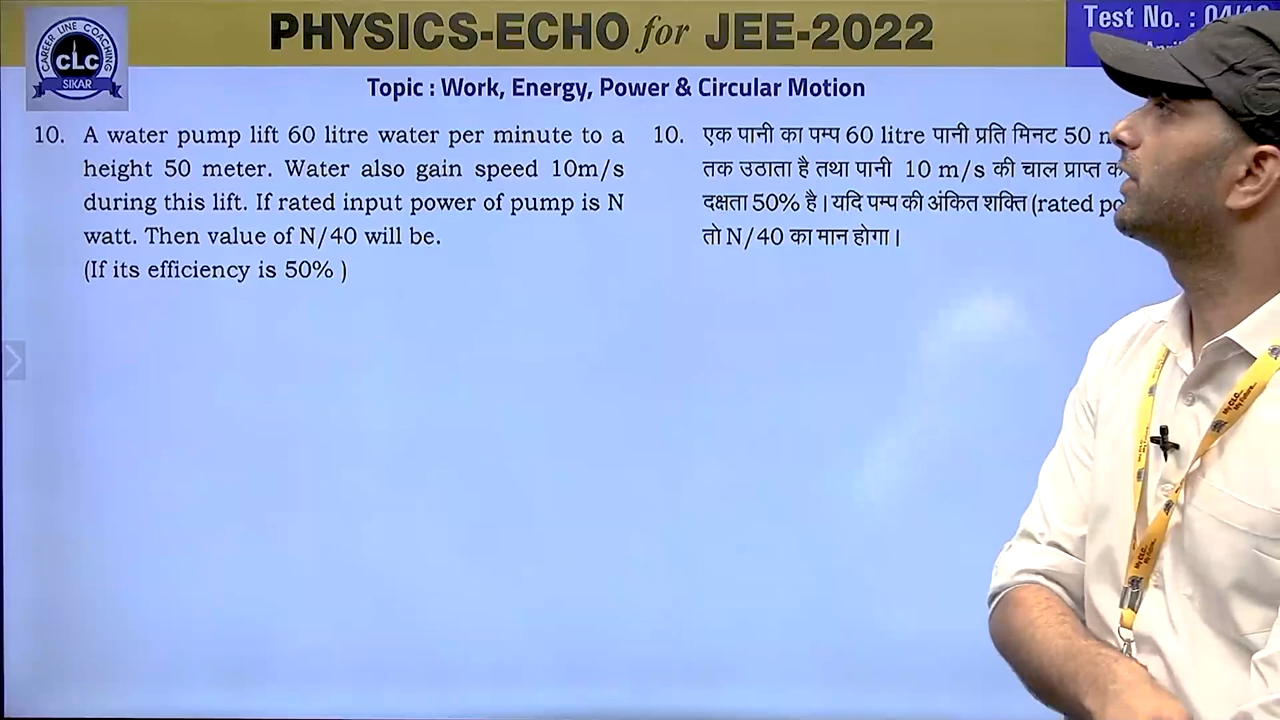 PHYSICS-ECHO for JEE-2022
Test No. : 04/
CAREER LINE COACHING
CLC
SIKAR
Topic : Work, Energy, Power & Circular Motion
10. A water pump lift 60 litre water per minute to a
height 50 meter. Water also gain speed 10m/s
during this lift. If rated input power of pump is N
watt. Then value of N/40 will be.
(If its efficiency is 50% )
10. एक पानी का पम्प 60 litre पानी प्रति मिनट 50
तक उठाता है तथा पानी 10 m/s की चाल प्राप्त
दक्षता 50% है। यदि पम्प की अंकित शक्ति (rated
तो N/40 का मान होगा।